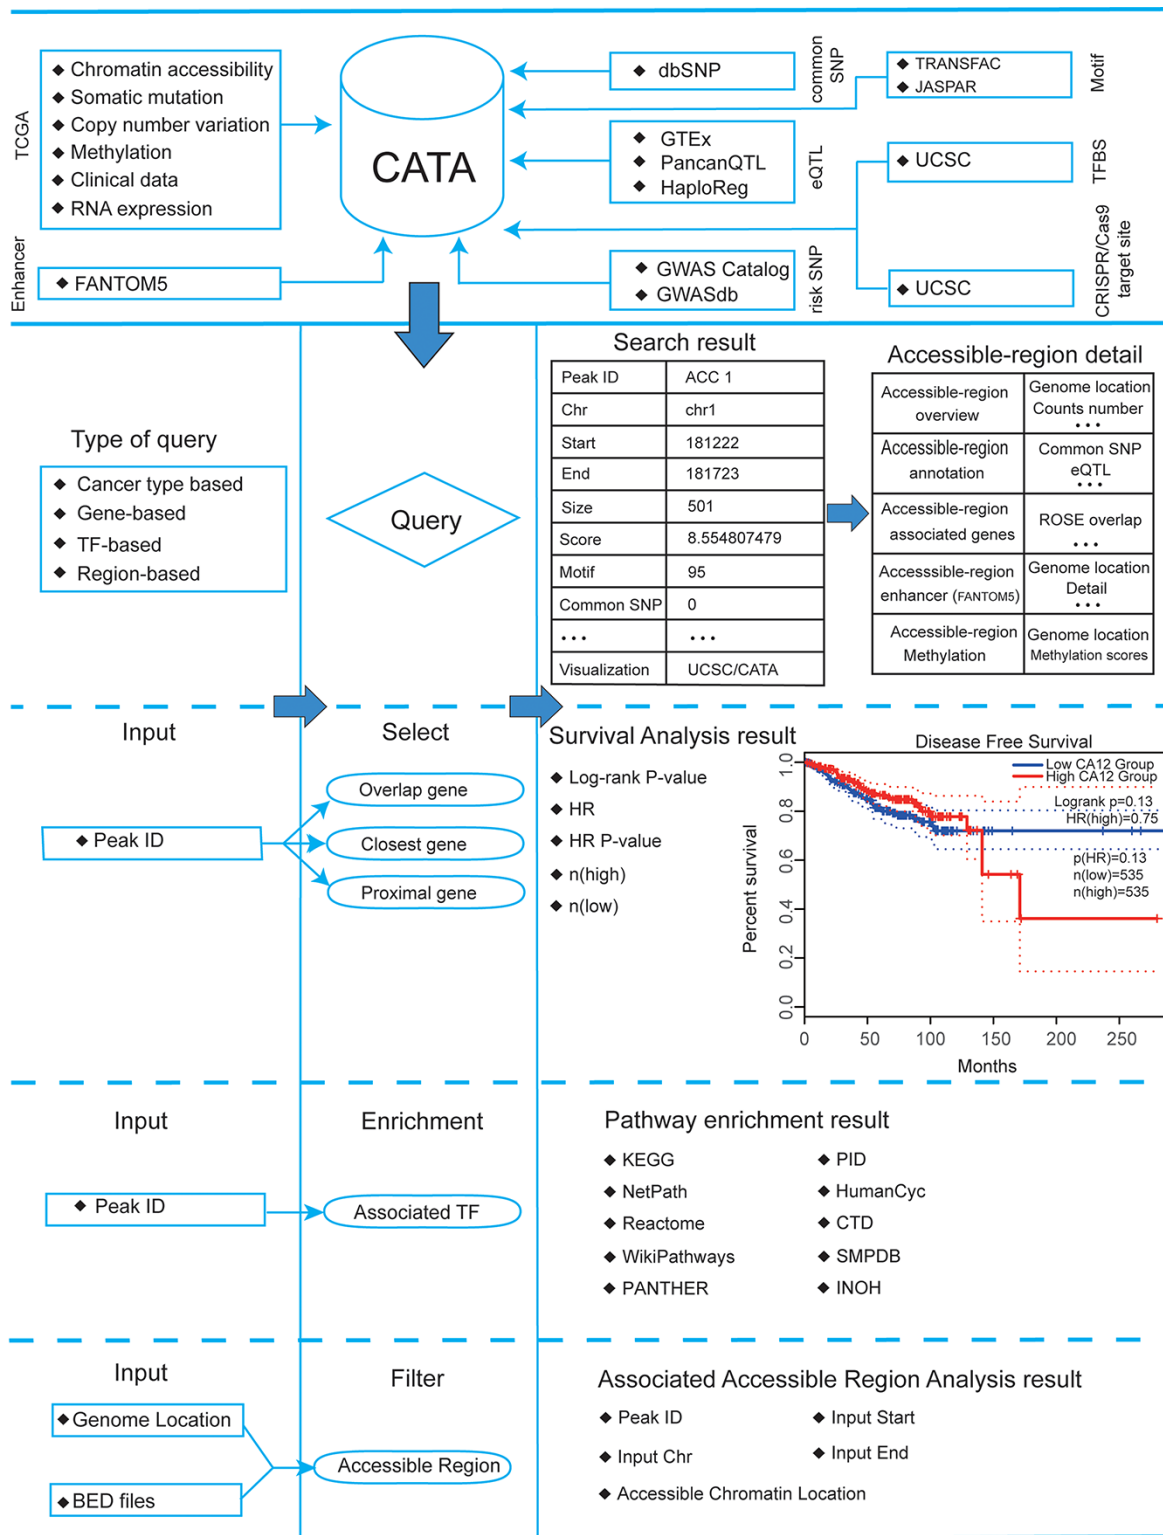 TCGA
◆ Chromatin accessibility
◆ Somatic mutation
◆ Copy number variation
◆ Methylation
◆ Clinical data
◆ RNA expression
Enhancer
◆ FANTOM5
CATA
◆ dbSNP
common
SNP
◆ GTEx
◆ PancanQTL
◆ HaploReg
eQTL
◆ GWAS Catalog
◆ GWASdb
risk SNP
◆ TRANSFAC
◆ JASPAR
Motif
◆ UCSC
TFBS
◆ UCSC
CRISPR/Cas9
target site
Type of query
◆ Cancer type based
◆ Gene-based
◆ TF-based
◆ Region-based
Query
Search result
Peak ID ACC 1
Chr chr1
Start 181222
End 181723
Size 501
Score 8.554807479
Motif 95
Common SNP 0
••• •••
Visualization UCSC/CATA
Accessible-region detail
Accessible-region
overview
Genome location
Counts number
•••
Accessible-region
annotation
Common SNP
eQTL
•••
Accessible-region
associated genes
ROSE overlap
•••
Accesssible-region
enhancer (FANTOM5)
Genome location
Detail
•••
Accessible-region
Methylation
Genome location
Methylation scores
Input
◆ Peak ID
Select
Overlap gene
Closest gene
Proximal gene
Survival Analysis result
◆ Log-rank P-value
◆ HR
◆ HR P-value
◆ n(high)
◆ n(low)
Disease Free Survival
Low CA12 Group
High CA12 Group
Logrank p=0.13
HR(high)=0.75
p(HR)=0.13
n(low)=535
n(high)=535
Percent survival
1.0
0.8
0.6
0.4
0.2
0.0
0 50 100 150 200 250
Months
Input
◆ Peak ID
Enrichment
Associated TF
Pathway enrichment result
◆ KEGG ◆ PID
◆ NetPath ◆ HumanCyc
◆ Reactome ◆ CTD
◆ WikiPathways ◆ SMPDB
◆ PANTHER ◆ INOH
Input
◆ Genome Location
◆ BED files
Filter
Accessible Region
Associated Accessible Region Analysis result
◆ Peak ID ◆ Input Start
◆ Input Chr ◆ Input End
◆ Accessible Chromatin Location